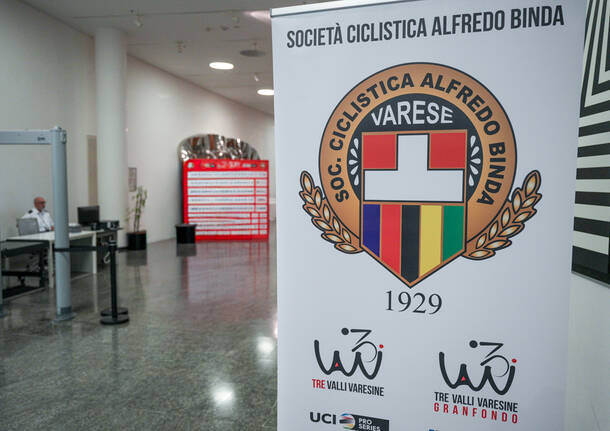 SOCIETÀ CICLISTICA ALFREDO BINDA
SOC. CICLISTICA ALFREDO BINDA
VARESE
1929
TRE VALLI VARESINE
TRE VALLI VARESINE
GRANFONDO
UCI PRO
SERIES